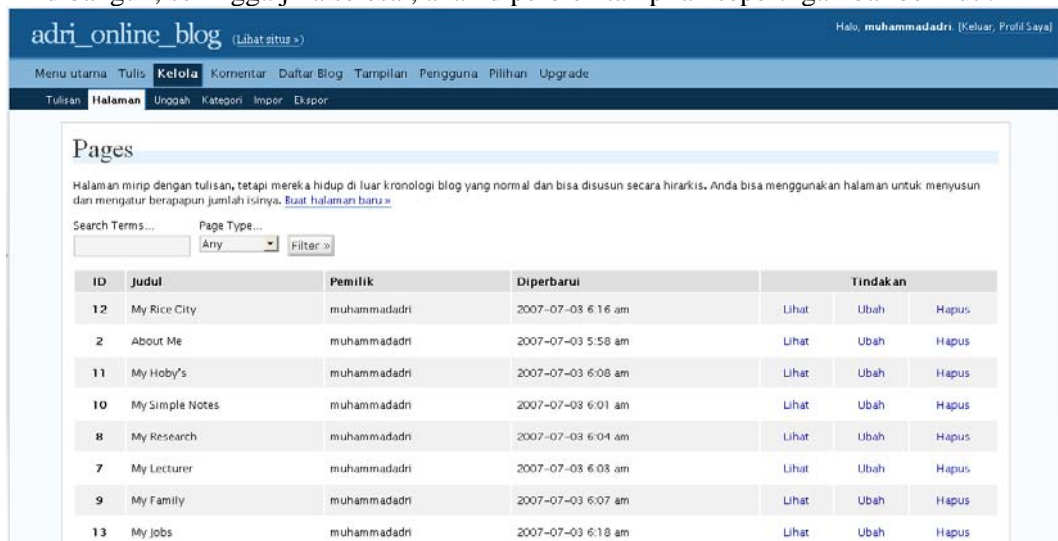 adri_online_blog (Lihat situs »)
Halo, muhammadadri. [Keluar, Profil Saya]
Menu utama Tulis Kelola Komentar Daftar Blog Tampilan Pengguna Pilihan Upgrade
Tulisan Halaman Unggah Kategori Impor Ekspor
Pages
Halaman mirip dengan tulisan, tetapi mereka hidup di luar kronologi blog yang normal dan bisa disusun secara hirarkis. Anda bisa menggunakan halaman untuk menyusun
dan mengatur berapapun jumlah isinya. Buat halaman baru »
Search Terms... Page Type...
Any Filter »
ID Judul Pemilik Diperbarui Tindakan
12 My Rice City muhammadadri 2007-07-03 6:16 am Lihat Ubah Hapus
2 About Me muhammadadri 2007-07-03 5:58 am Lihat Ubah Hapus
11 My Hoby's muhammadadri 2007-07-03 6:08 am Lihat Ubah Hapus
10 My Simple Notes muhammadadri 2007-07-03 6:01 am Lihat Ubah Hapus
8 My Research muhammadadri 2007-07-03 6:04 am Lihat Ubah Hapus
7 My Lecturer muhammadadri 2007-07-03 6:03 am Lihat Ubah Hapus
9 My Family muhammadadri 2007-07-03 6:07 am Lihat Ubah Hapus
13 My Jobs muhammadadri 2007-07-03 6:18 am Lihat Ubah Hapus